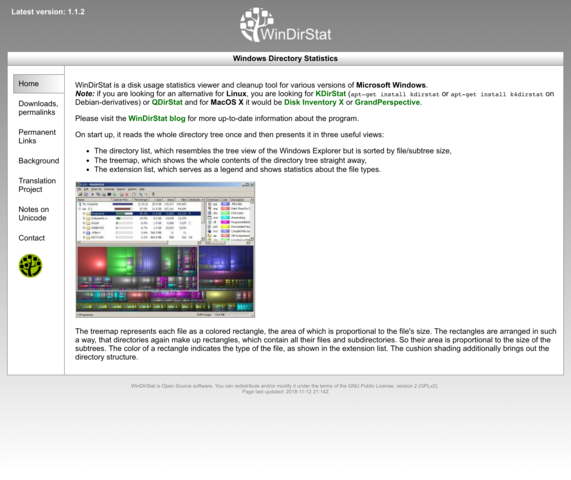 Latest version: 1.1.2
WinDirStat
Windows Directory Statistics
Home
Downloads,
permalinks
Permanent
Links
Background
Translation
Project
Notes on
Unicode
Contact
WinDirStat is a disk usage statistics viewer and cleanup tool for various versions of Microsoft Windows.
Note: if you are looking for an alternative for Linux, you are looking for KDirStat (apt-get install kdirstat or apt-get install k4dirstat on
Debian-derivatives) or QDirStat and for MacOS X it would be Disk Inventory X or GrandPerspective.
Please visit the WinDirStat blog for more up-to-date information about the program.
On start up, it reads the whole directory tree once and then presents it in three useful views:
• The directory list, which resembles the tree view of the Windows Explorer but is sorted by file/subtree size,
• The treemap, which shows the whole contents of the directory tree straight away,
• The extension list, which serves as a legend and shows statistics about the file types.
The treemap represents each file as a colored rectangle, the area of which is proportional to the file's size. The rectangles are arranged in such
a way, that directories again make up rectangles, which contain all their files and subdirectories. So their area is proportional to the size of the
subtrees. The color of a rectangle indicates the type of the file, as shown in the extension list. The cushion shading additionally brings out the
directory structure.
WinDirStat is Open Source software. You can redistribute and/or modify it under the terms of the GNU Public License, version 2 (GPLv2).
Page last updated: 2018-11-12 21:14Z